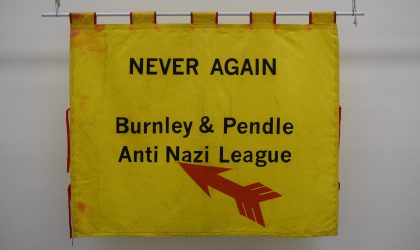 NEVER AGAIN
Burnley & Pendle
Anti Nazi League